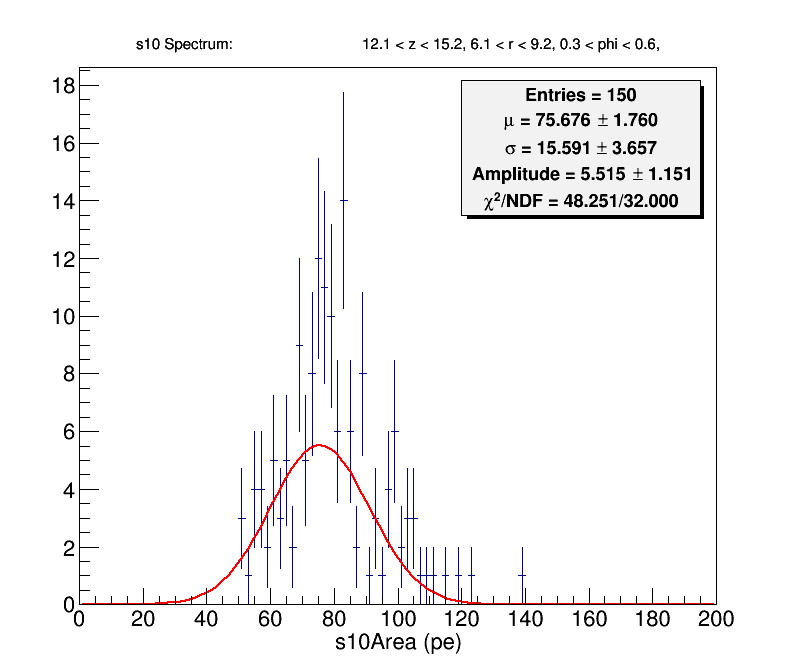 s10 Spectrum: 12.1 < z < 15.2, 6.1 < r < 9.2, 0.3 < phi < 0.6,
Entries = 150
μ = 75.676 ± 1.760
σ = 15.591 ± 3.657
Amplitude = 5.515 ± 1.151
χ²/NDF = 48.251/32.000
18
16
14
12
10
8
6
4
2
0
0 20 40 60 80 100 120 140 160 180 200
s10Area (pe)